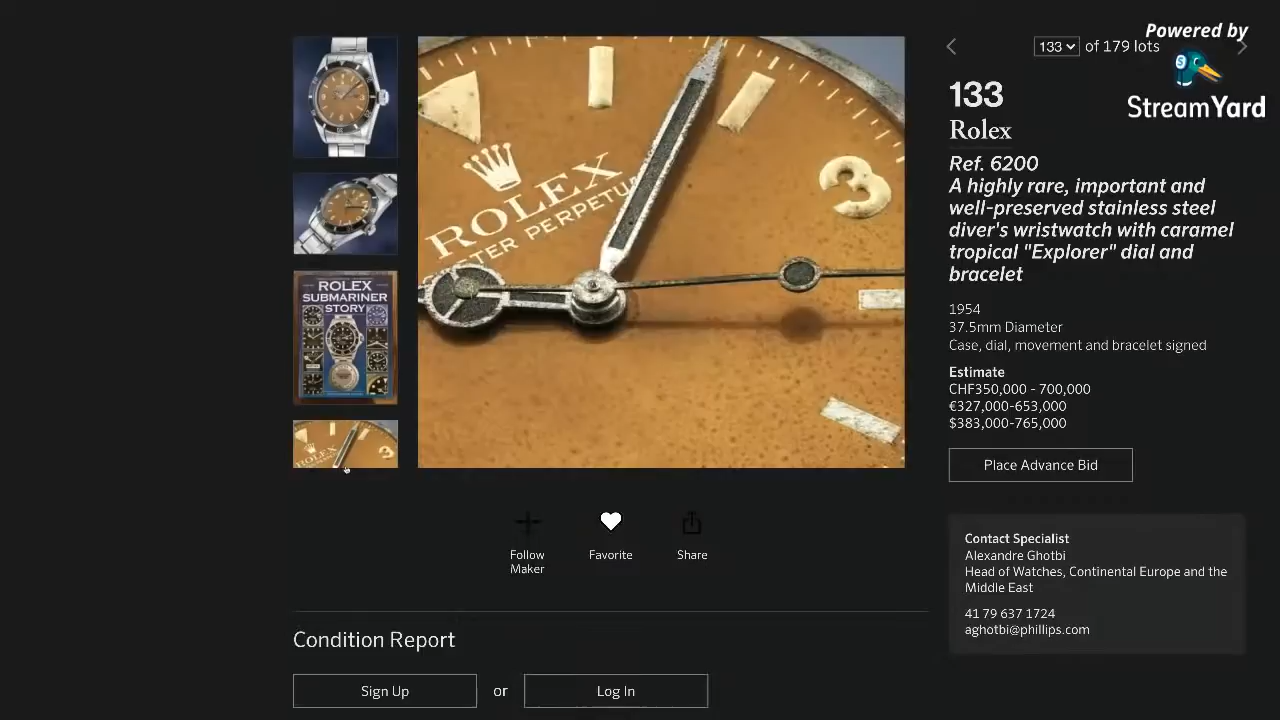 Powered by
StreamYard
133 of 179 lots
133
Rolex
Ref. 6200
A highly rare, important and
well-preserved stainless steel
diver's wristwatch with caramel
tropical "Explorer" dial and
bracelet
1954
37.5mm Diameter
Case, dial, movement and bracelet signed
Estimate
CHF350,000 - 700,000
€327,000-653,000
$383,000-765,000
Place Advance Bid
Contact Specialist
Alexandre Ghotbi
Head of Watches, Continental Europe and the
Middle East
41 79 637 1724
aghotbi@phillips.com
ROLEX
SUBMARINER
STORY
ROLEX
3
ROLEX
OYSTER PERPETU
3
Follow
Maker
Favorite
Share
Condition Report
Sign Up
or
Log In